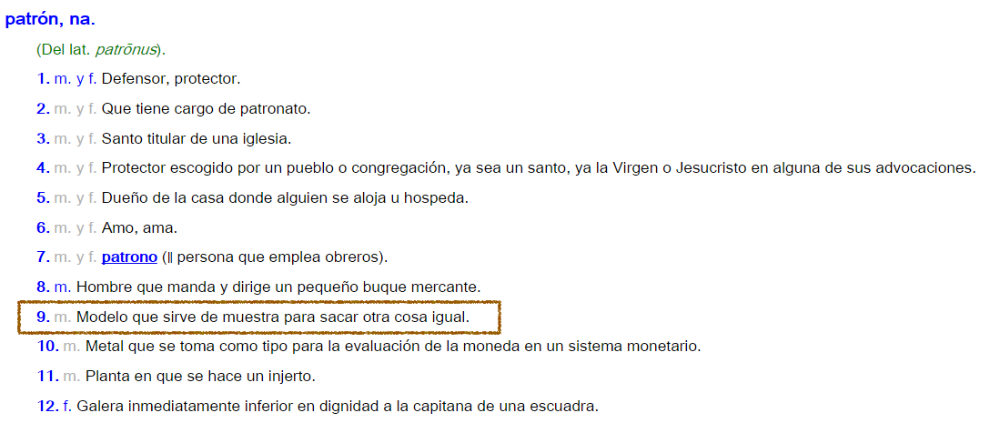 patrón, na.
(Del lat. patrōnus).
1. m. y f. Defensor, protector.
2. m. y f. Que tiene cargo de patronato.
3. m. y f. Santo titular de una iglesia.
4. m. y f. Protector escogido por un pueblo o congregación, ya sea un santo, ya la Virgen o Jesucristo en alguna de sus advocaciones.
5. m. y f. Dueño de la casa donde alguien se aloja u hospeda.
6. m. y f. Amo, ama.
7. m. y f. patrono (‖ persona que emplea obreros).
8. m. Hombre que manda y dirige un pequeño buque mercante.
9. m. Modelo que sirve de muestra para sacar otra cosa igual.
10. m. Metal que se toma como tipo para la evaluación de la moneda en un sistema monetario.
11. m. Planta en que se hace un injerto.
12. f. Galera inmediatamente inferior en dignidad a la capitana de una escuadra.